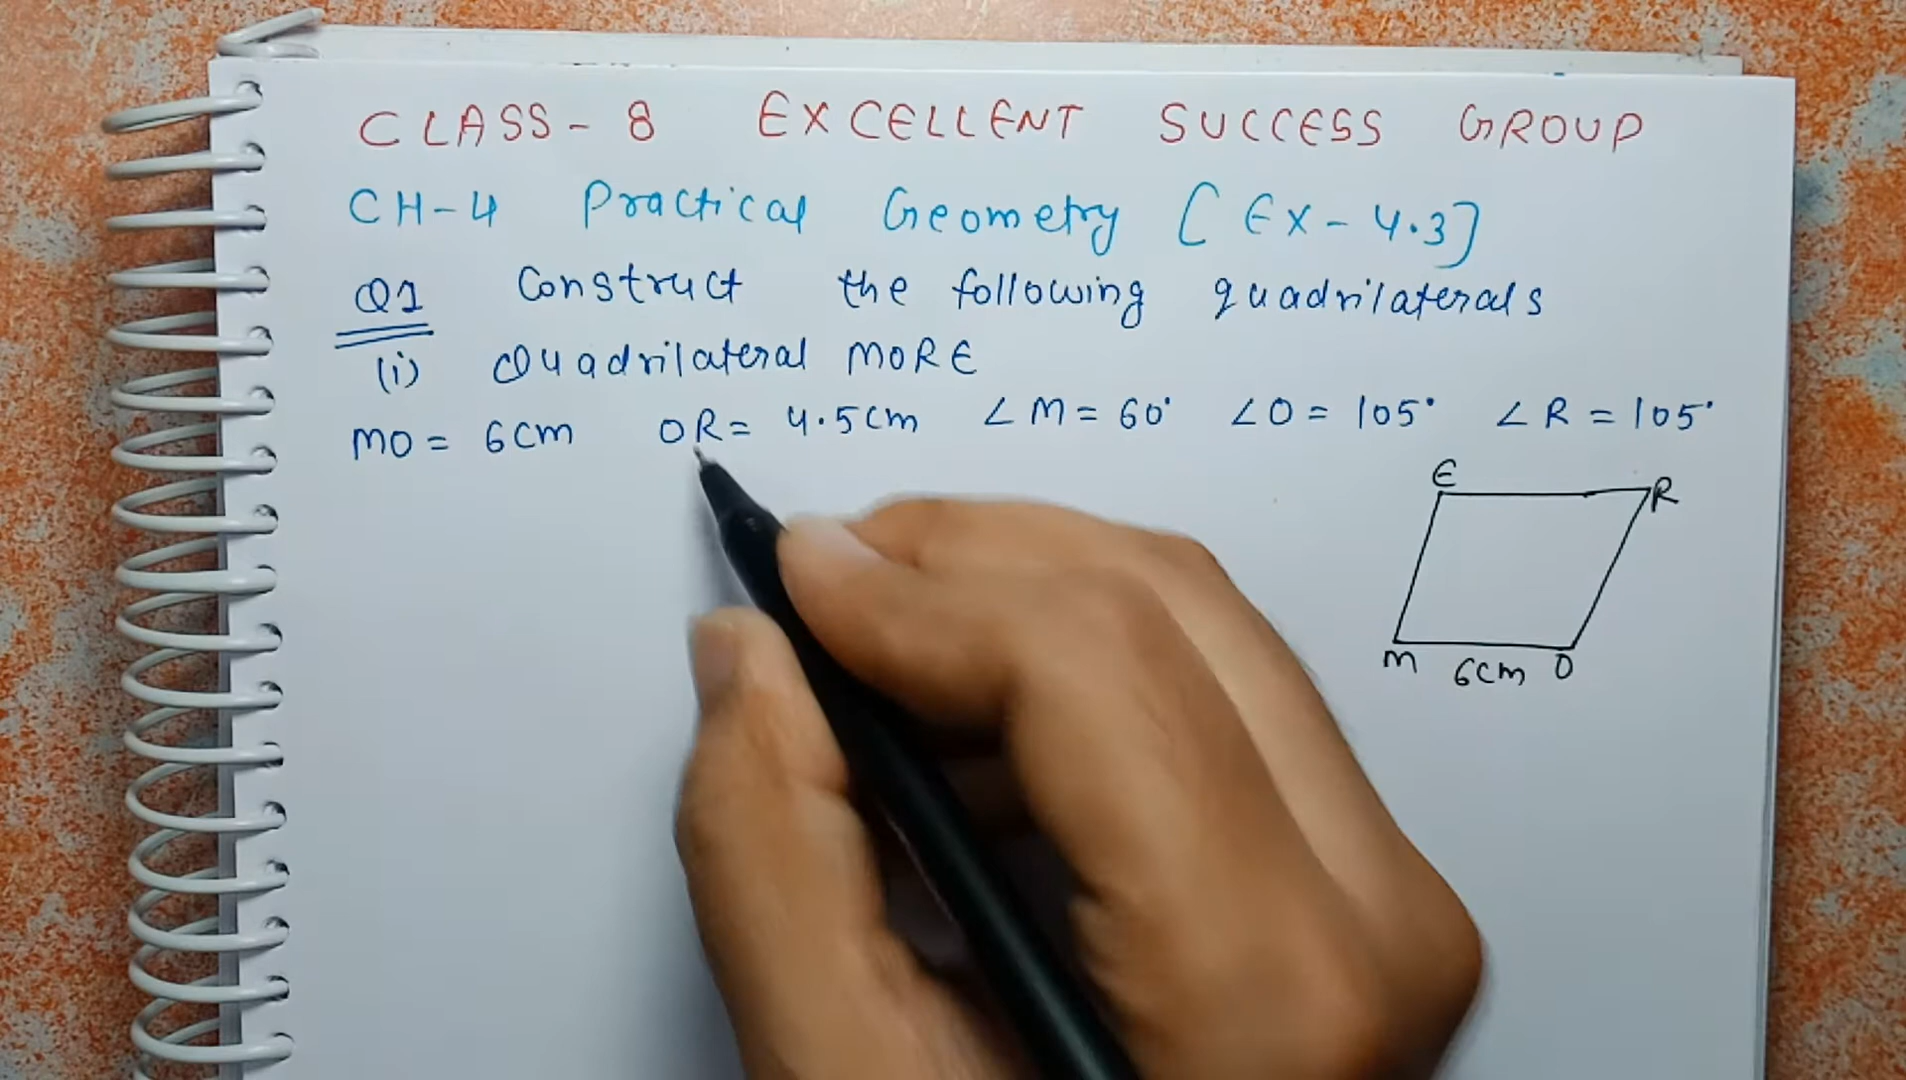 CLASS - 8 EXCELLENT SUCCESS GROUP
CH-4 Practical Geometry [EX-4.3]
Q1 Construct the following quadrilaterals
(i) Quadrilateral MORE
MO = 6cm OR = 4.5cm ∠M = 60° ∠O = 105° ∠R = 105°
E R
M 6cm O